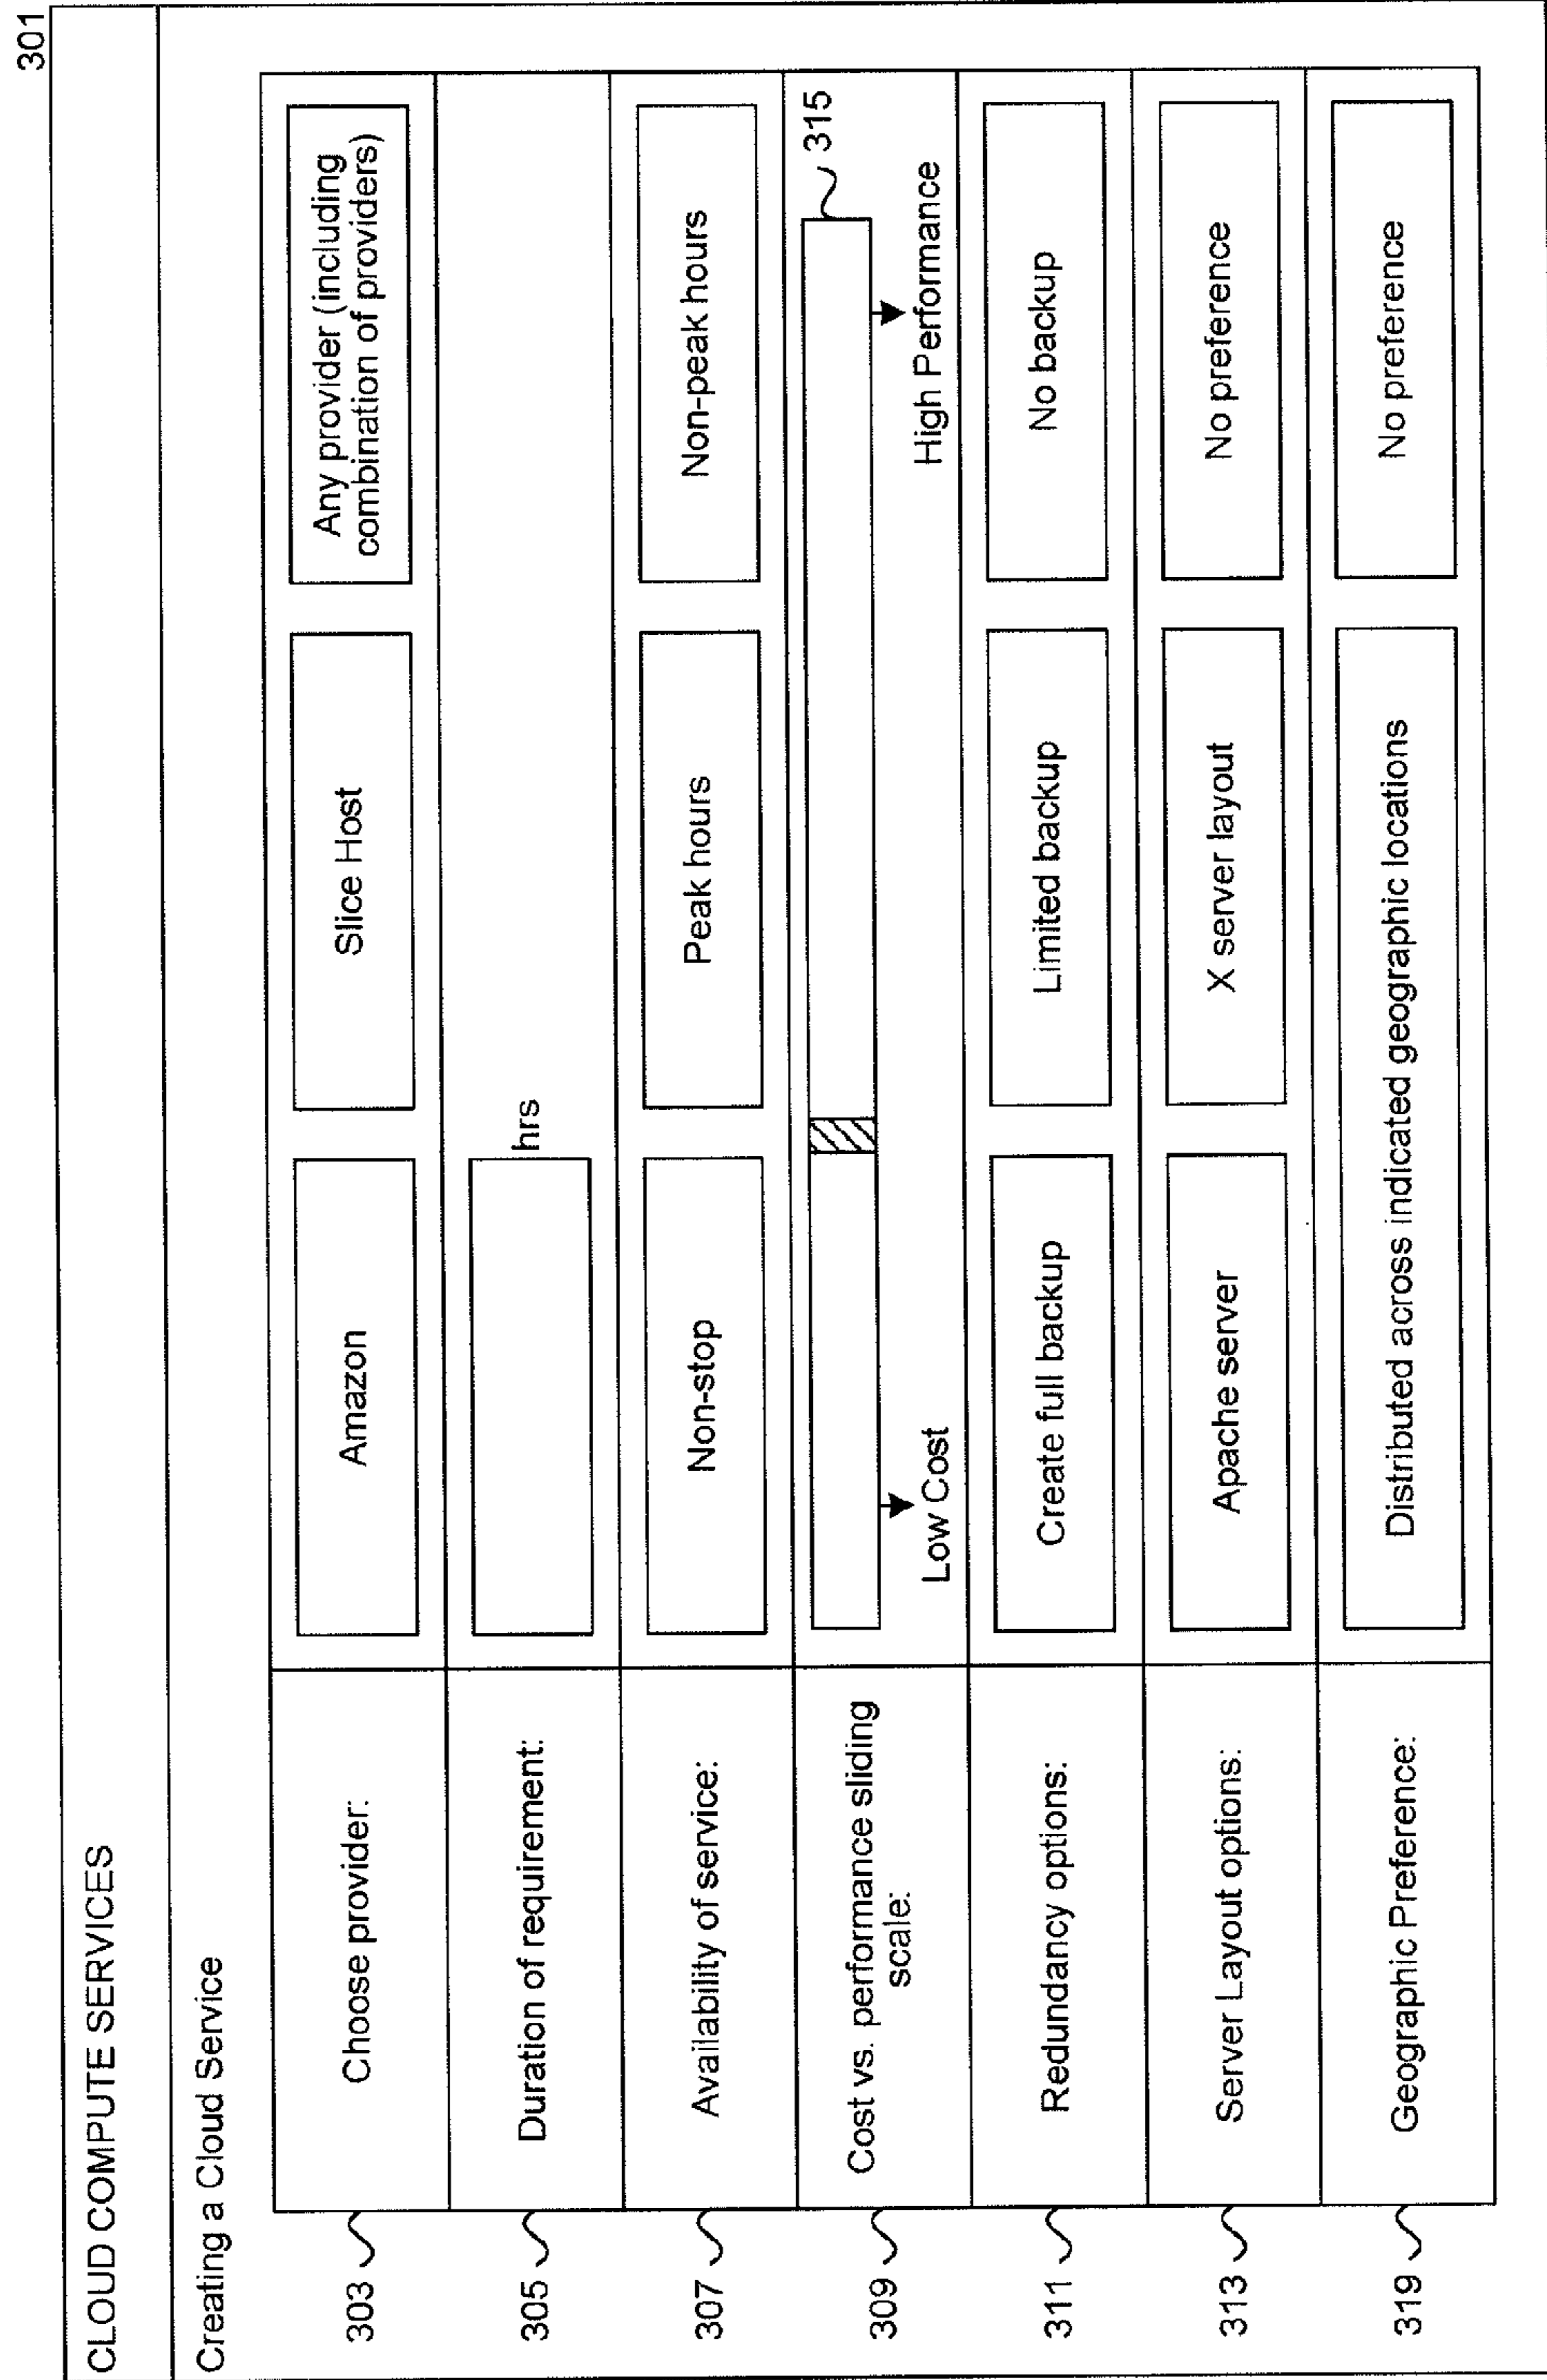 301
CLOUD COMPUTE SERVICES
Creating a Cloud Service
303
Choose provider:
Amazon
Slice Host
Any provider (including
combination of providers)
305
Duration of requirement:
hrs
307
Availability of service:
Non-stop
Peak hours
Non-peak hours
309
Cost vs. performance sliding
scale:
315
Low Cost
High Performance
311
Redundancy options:
Create full backup
Limited backup
No backup
313
Server Layout options:
Apache server
X server layout
No preference
319
Geographic Preference:
Distributed across indicated geographic locations
No preference